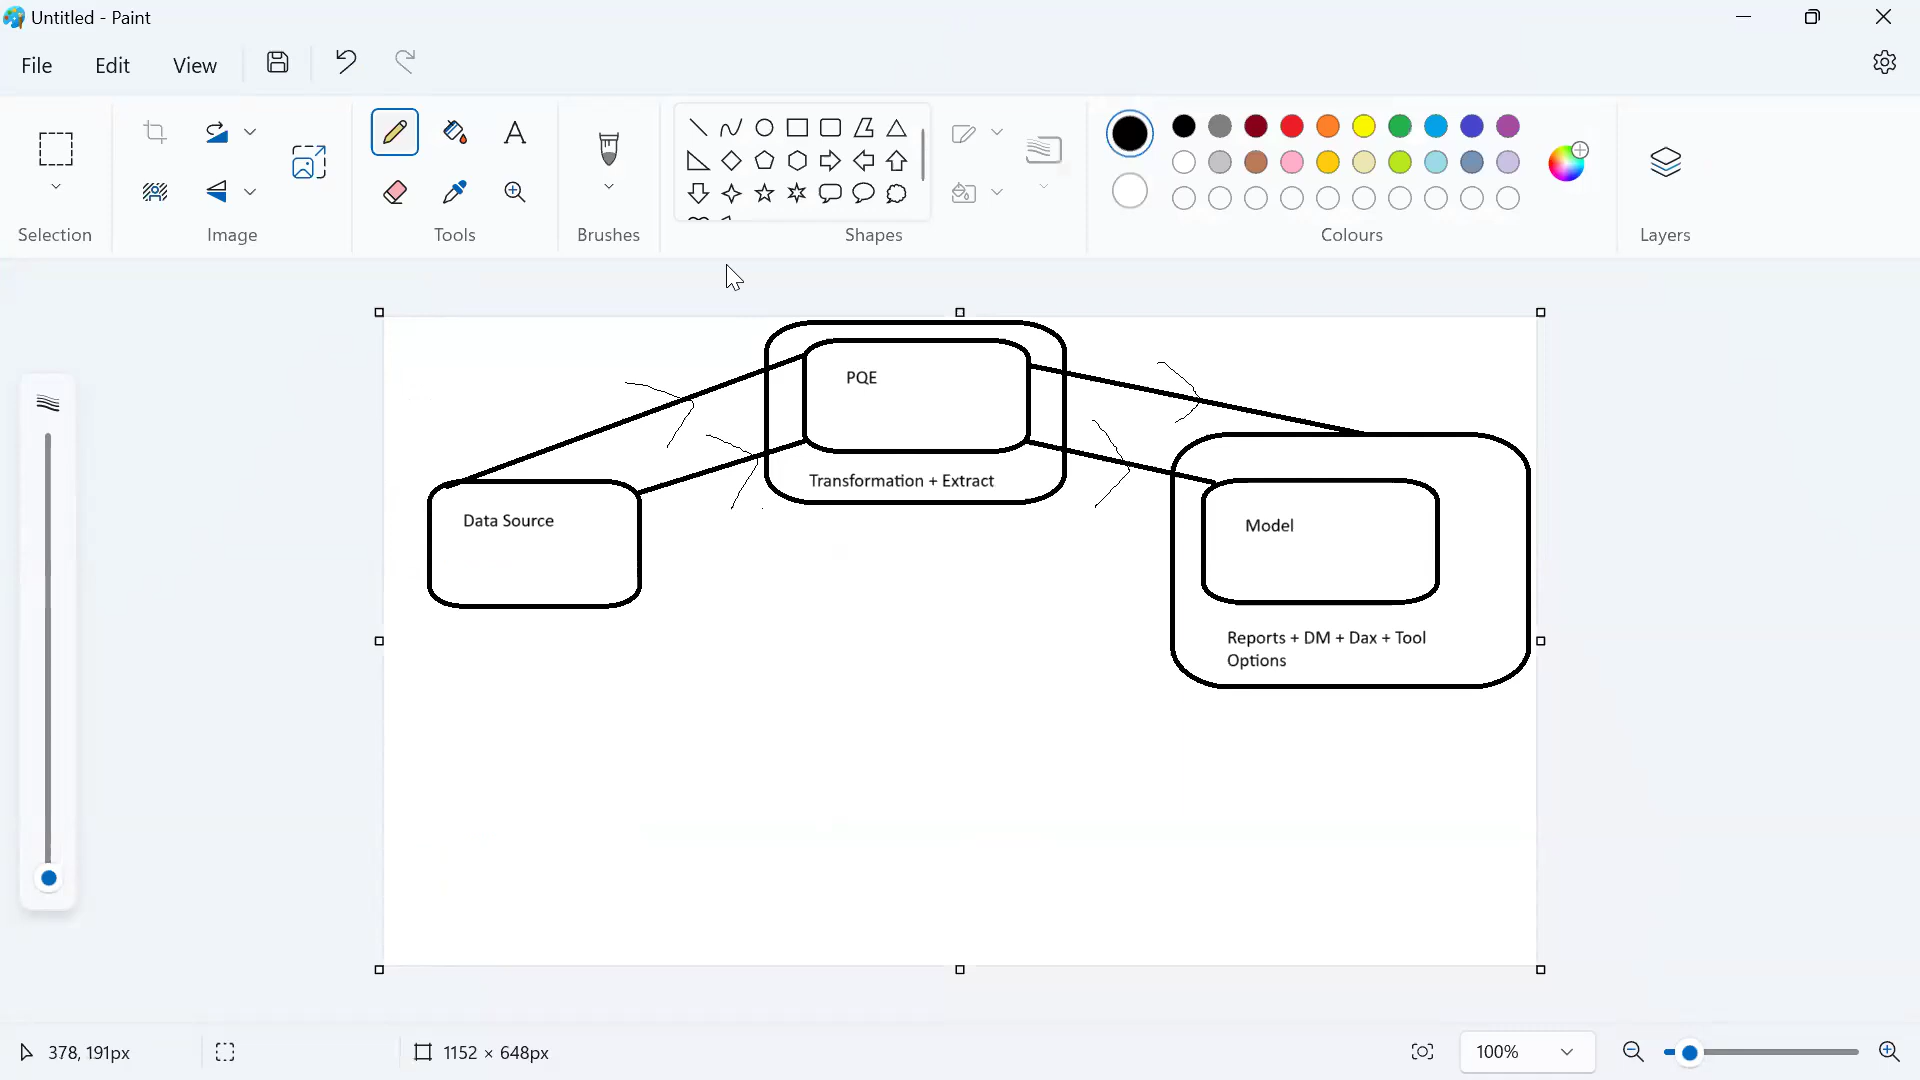 Untitled - Paint
File Edit View
Selection
Image
Tools
Brushes
Shapes
Colours
Layers
PQE
Transformation + Extract
Data Source
Model
Reports + DM + Dax + Tool
Options
378, 191px
1152 × 648px
100%